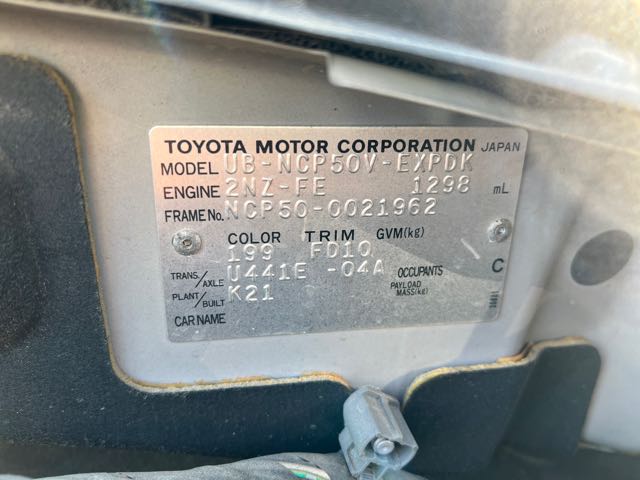 TOYOTA MOTOR CORPORATION JAPAN
MODEL UB-NCP50V-EXPDK
ENGINE 2NZ-FE 1298 mL
FRAME No. NCP50-0021962
COLOR TRIM GVM(kg)
199 FD10
TRANS./AXLE U441E -04A OCCUPANTS C
PLANT/BUILT K21 PAYLOAD MASS(kg)
CAR NAME